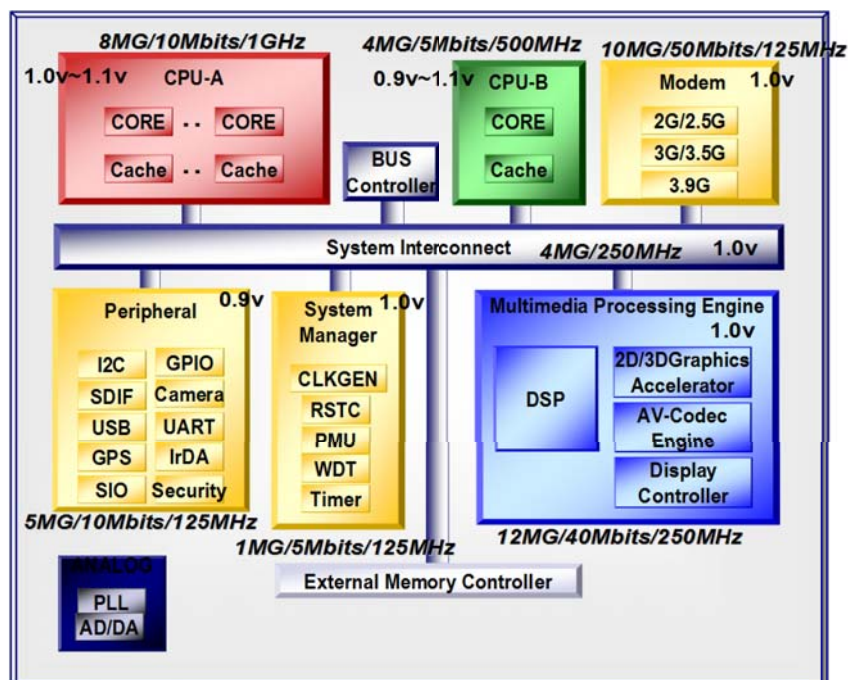 8MG/10Mbits/1GHz
1.0v~1.1v
CPU-A
CORE - - CORE
Cache - - Cache
BUS
Controller
4MG/5Mbits/500MHz
0.9v~1.1v
CPU-B
CORE
Cache
10MG/50Mbits/125MHz
Modem
1.0v
2G/2.5G
3G/3.5G
3.9G
System Interconnect
4MG/250MHz
1.0v
Peripheral
0.9v
I2C GPIO
SDIF Camera
USB UART
GPS IrDA
SIO Security
5MG/10Mbits/125MHz
System
Manager
1.0v
CLKGEN
RSTC
PMU
WDT
Timer
1MG/5Mbits/125MHz
Multimedia Processing Engine
1.0v
DSP
2D/3DGraphics
Accelerator
AV-Codec
Engine
Display
Controller
12MG/40Mbits/250MHz
External Memory Controller
ANALOG
PLL
AD/DA